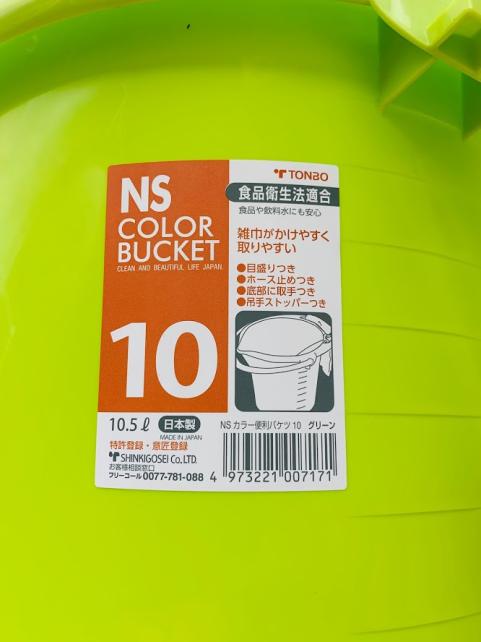 NS
COLOR
BUCKET
CLEAN AND BEAUTIFUL LIFE JAPAN.
10
10.5ℓ 日本製
MADE IN JAPAN
特許登録・意匠登録
SHINKIGOSEI Co.,LTD.
お客様相談窓口
フリーコール 0077-781-088
TONBO
食品衛生法適合
食品や飲料水にも安心
雑巾がかけやすく
取りやすい
●目盛りつき
●ホース止めつき
●底部に取手つき
●吊手ストッパーつき
NS カラー便利バケツ 10 グリーン
4 973221 007171